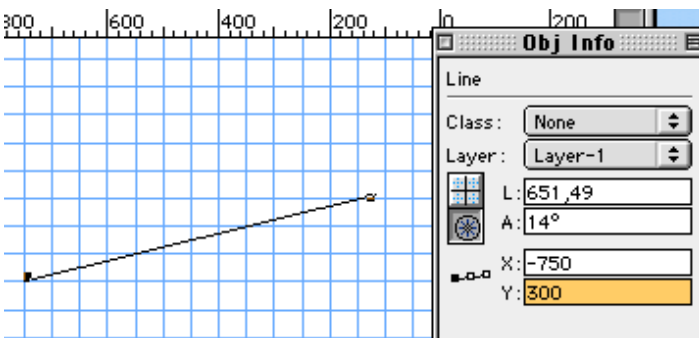 800 600 400 200 0 200
Obj Info
Line
Class: None
Layer: Layer-1
L: 651,49
A: 14°
X: -750
Y: 300